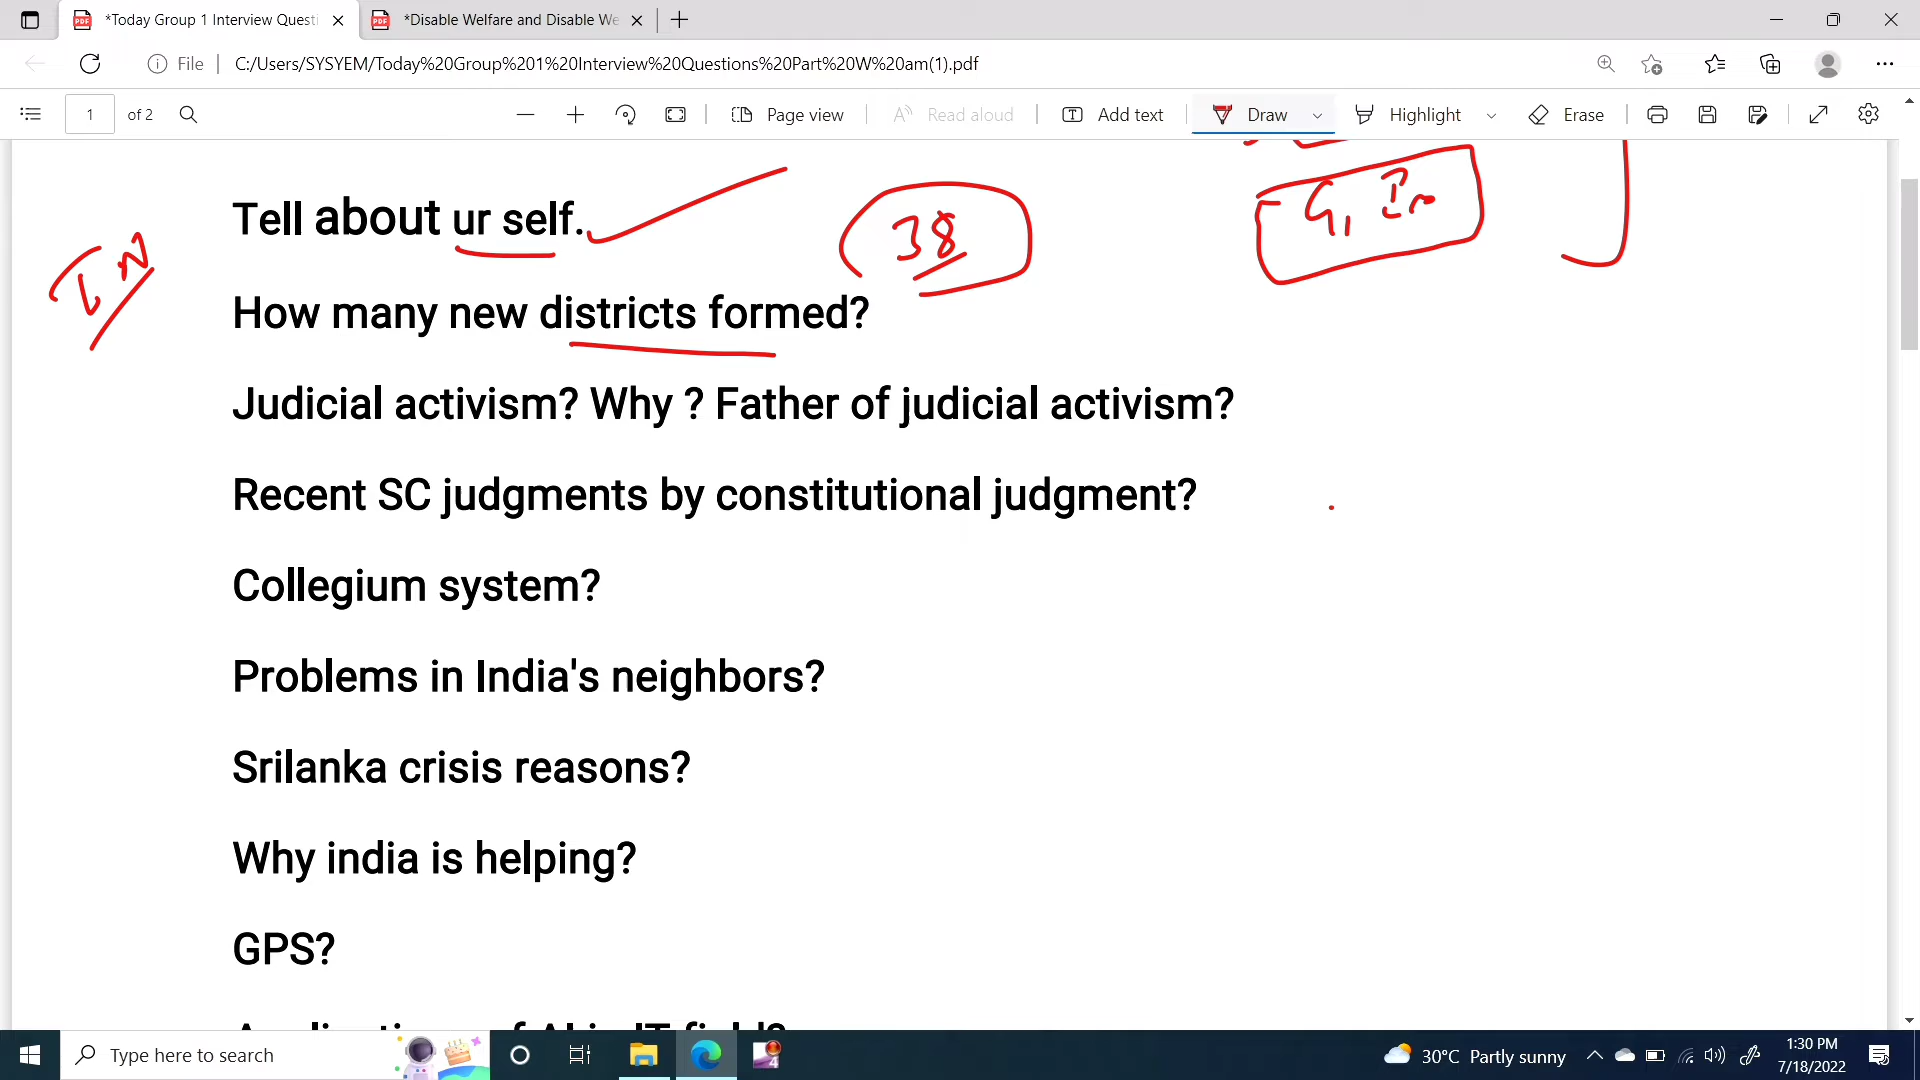 *Today Group 1 Interview Questi
*Disable Welfare and Disable We
File
C:/Users/SYSYEM/Today%20Group%201%20Interview%20Questions%20Part%20W%20am(1).pdf
1 of 2
Page view
Read aloud
Add text
Draw
Highlight
Erase
Tell about ur self.
38
How many new districts formed?
Judicial activism? Why ? Father of judicial activism?
Recent SC judgments by constitutional judgment?
Collegium system?
Problems in India's neighbors?
Srilanka crisis reasons?
Why india is helping?
GPS?
Type here to search
30°C Partly sunny
1:30 PM
7/18/2022